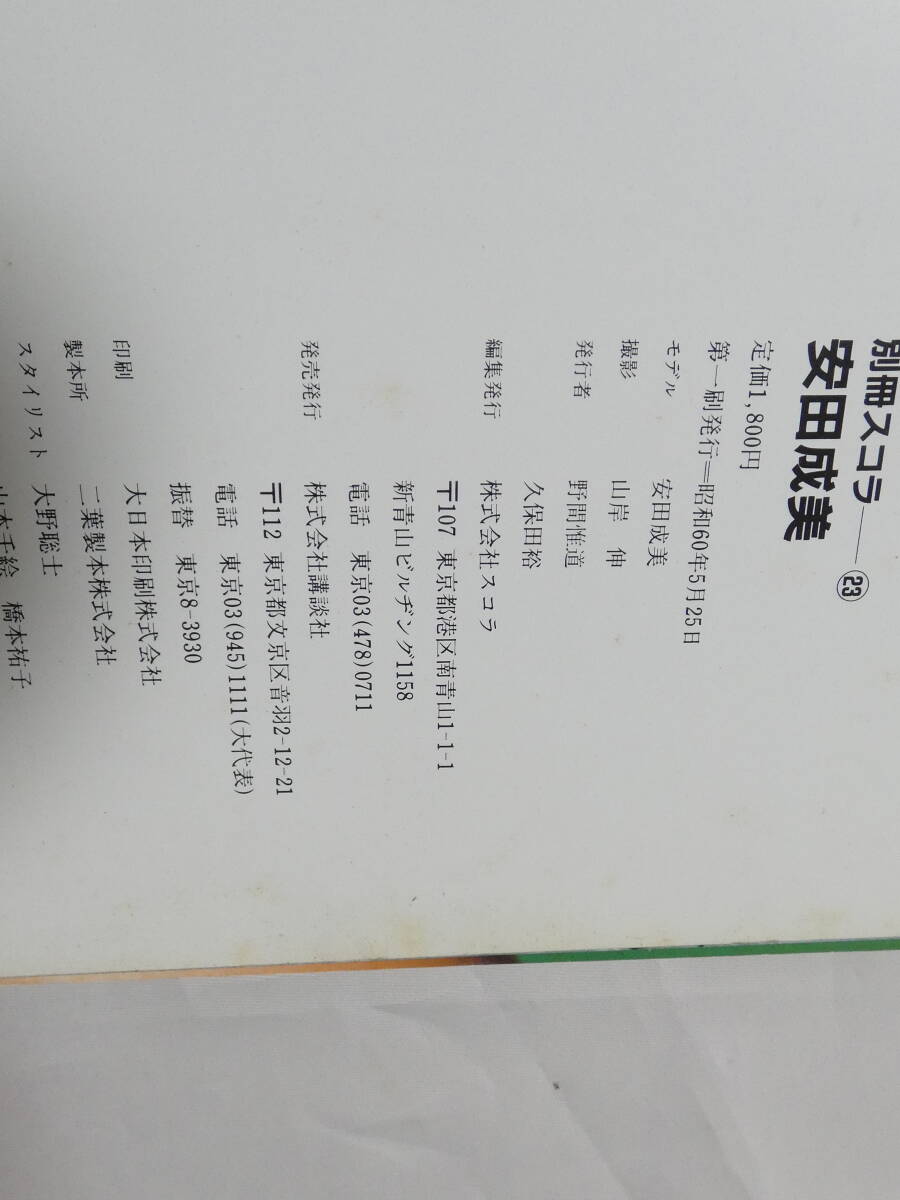 別冊スコラ──㉓
安田成美
定価1,800円
第一刷発行＝昭和60年5月25日
モデル 安田成美
撮影 山岸 伸
発行者 野間惟道
久保田裕
編集発行 株式会社スコラ
〒107 東京都港区南青山1-1-1
新青山ビルヂング1158
電話 東京03(478)0711
発売発行 株式会社講談社
〒112 東京都文京区音羽2-12-21
電話 東京03(945)1111(大代表)
振替 東京8-3930
印刷 大日本印刷株式会社
製本所 二葉製本株式会社
スタイリスト 大野聡士
山本千絵 橋本祐子